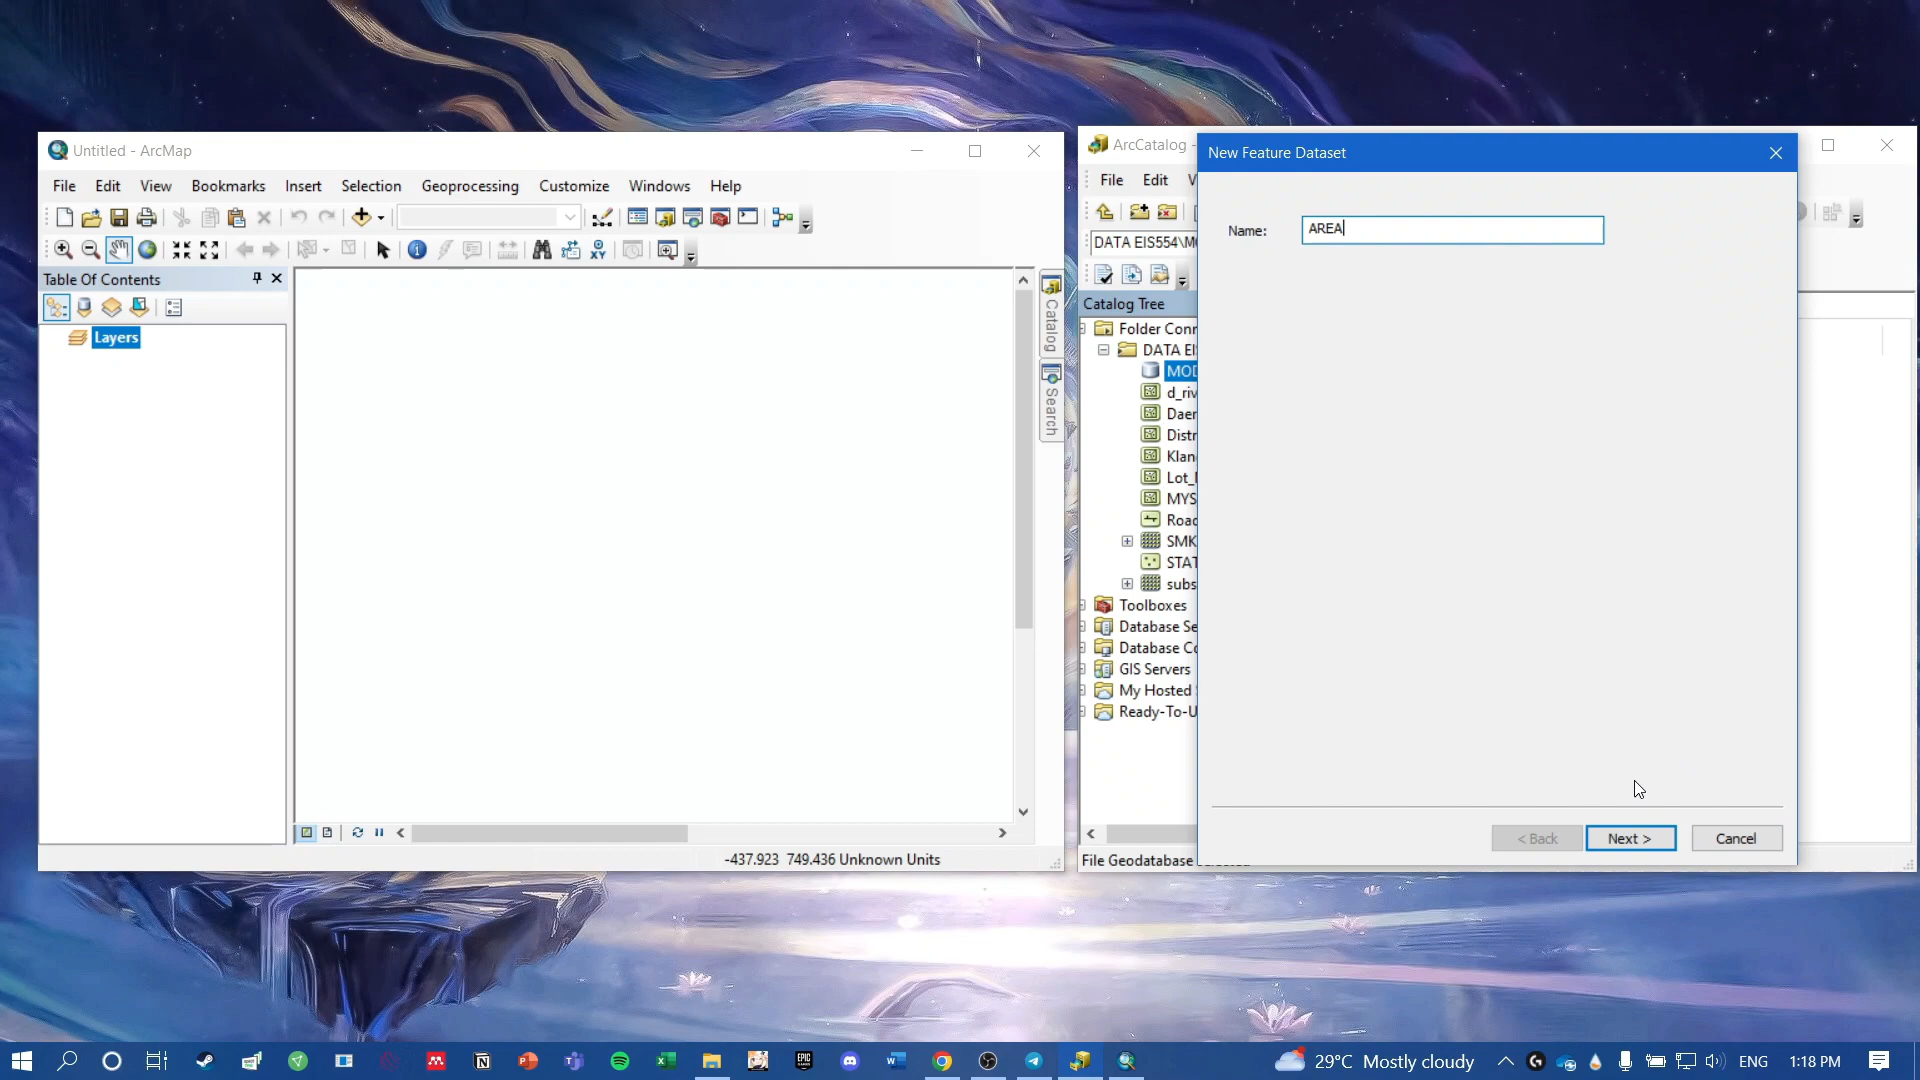 Untitled - ArcMap
File Edit View Bookmarks Insert Selection Geoprocessing Customize Windows Help
Table Of Contents
Layers
Catalog
Search
-437.923 749.436 Unknown Units
ArcCatalog -
File Edit V
DATA EIS554\M
Catalog Tree
Folder Conn
DATA EI
MOD
d_riv
Daer
Distr
Klan
Lot_
MYS
Road
SMK
STAT
subs
Toolboxes
Database Se
Database Co
GIS Servers
My Hosted
Ready-To-U
File Geodatabase selected
New Feature Dataset
Name: AREA
< Back Next > Cancel
29°C Mostly cloudy
ENG
1:18 PM